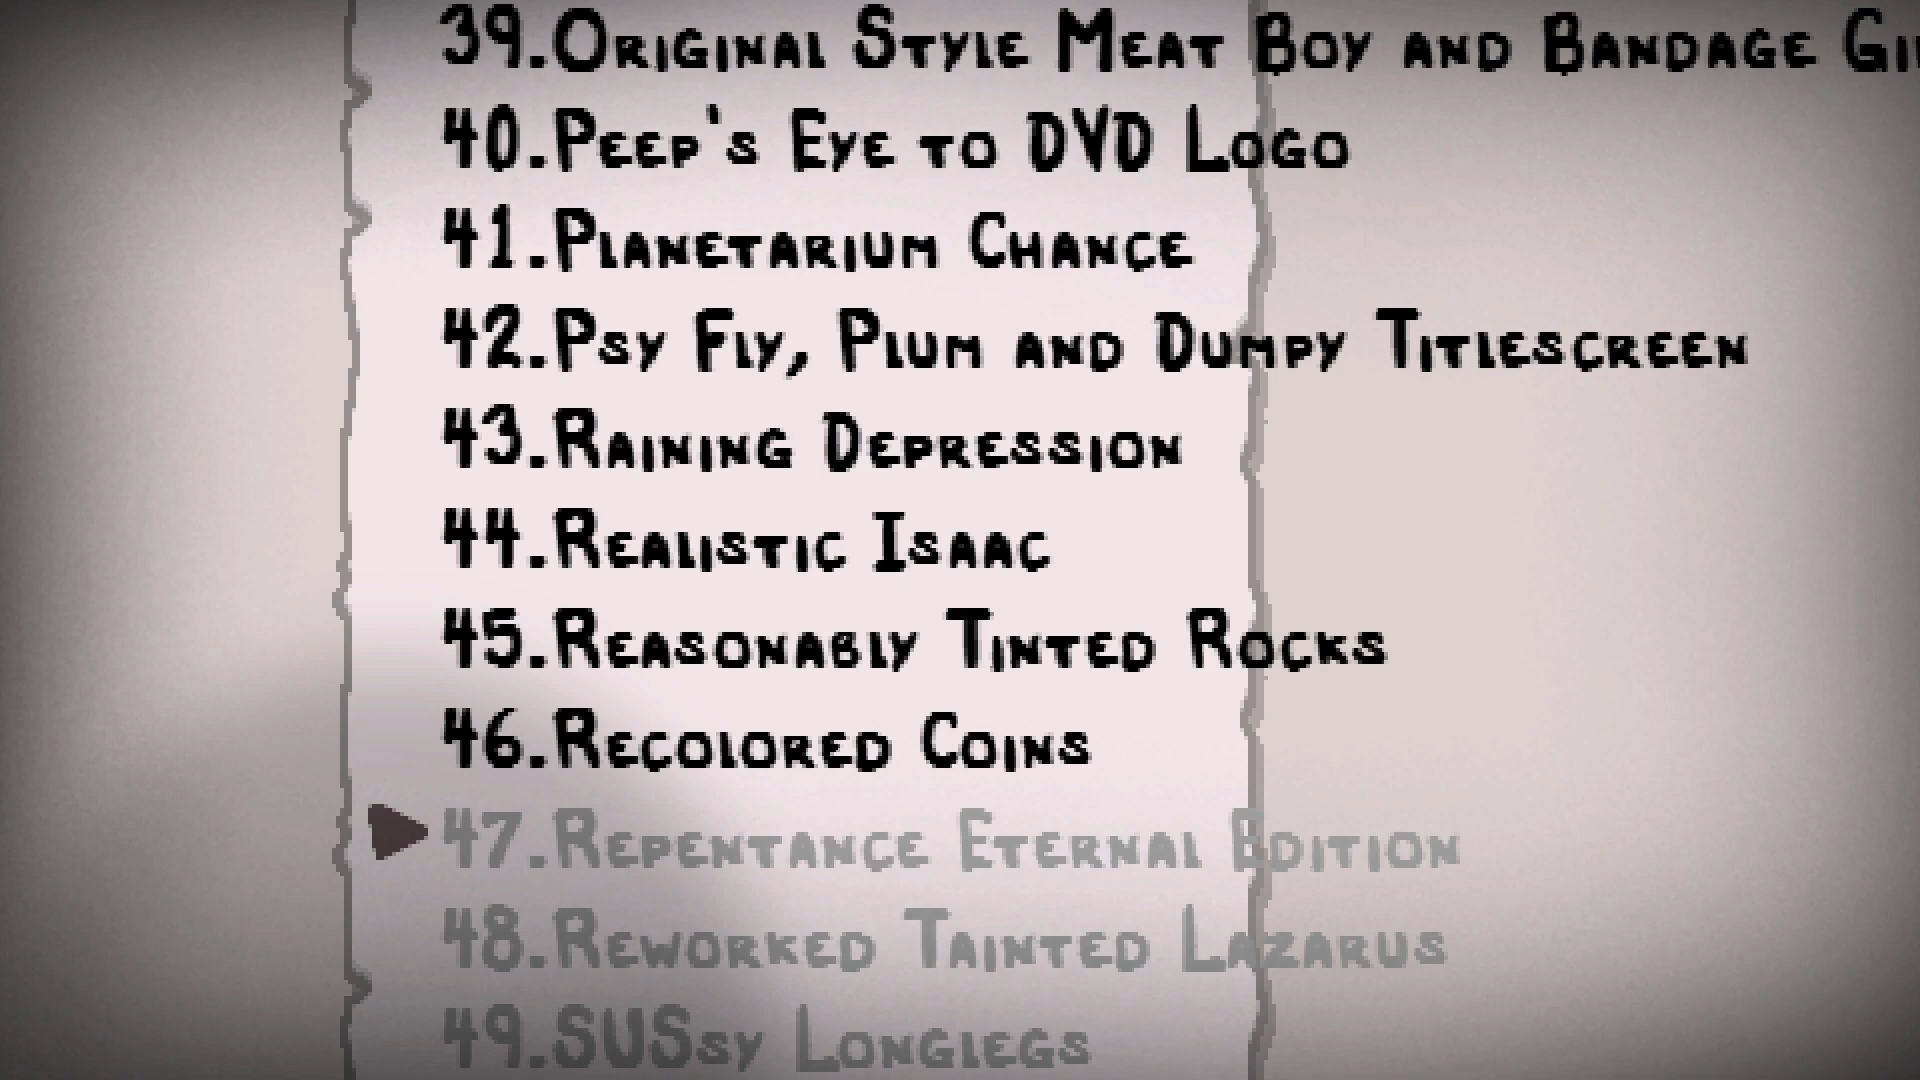 39.Original Style Meat Boy and Bandage
40.Peep's Eye to DVD Logo
41.Planetarium Chance
42.Psy Fly, Plum and Dumpy Titlescreen
43.Raining Depression
44.Realistic Isaac
45.Reasonably Tinted Rocks
46.Recolored Coins
47.Repentance Eternal Edition
48.Reworked Tainted Lazarus
49.SUSsy Longlegs